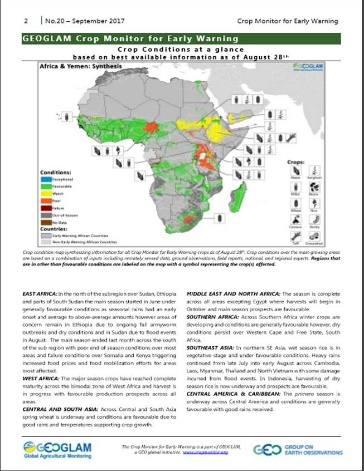 2 | No.20 – September 2017 Crop Monitor for Early Warning
GEOGLAM Crop Monitor for Early Warning
Crop Conditions at a glance
based on best available information as of August 28th
Africa & Yemen: Synthesis
GEOGLAM
Conditions:
Exceptional
Favourable
Watch
Poor
Failure
Out of Season
No Data
Countries:
Early Warning African Countries
Non Early Warning African Countries
Crops:
Crop condition map synthesizing information for all Crop Monitor for Early Warning crops as of August 28th. Crop conditions over the main growing areas
are based on a combination of inputs including remotely sensed data, ground observations, field reports, national, and regional experts. Regions that
are in other than favourable conditions are labeled on the map with a symbol representing the crop(s) affected.
EAST AFRICA: In the north of the subregion over Sudan, Ethiopia
and parts of South Sudan the main season started in June under
generally favourable conditions as seasonal rains had an early
onset and average to above-average amounts however areas of
concern remain in Ethiopia due to ongoing fall armyworm
outbreaks and dry conditions and in Sudan due to flood events
in August. The main season ended last month across the south
of the sub region with poor end of season conditions over most
areas and failure conditions over Somalia and Kenya triggering
increased food prices and food mobilization efforts for areas
most affected.
WEST AFRICA: The major season crops have reached complete
maturity across the bimodal zone of West Africa and harvest is
in progress with favourable production prospects across all
areas.
CENTRAL AND SOUTH ASIA: Across Central and South Asia
spring wheat is underway and conditions are favourable due to
good rains and temperatures supporting crop growth.
MIDDLE EAST AND NORTH AFRICA: The season is complete
across all areas excepting Egypt where harvests will begin in
October and main season prospects are favourable.
SOUTHERN AFRICA: Across Southern Africa winter crops are
developing and conditions are generally favourable however, dry
conditions persist over Western Cape and Free State, South
Africa.
SOUTHEAST ASIA: In northern SE Asia, wet season rice is in
vegetative stage and under favourable conditions. Heavy rains
continued from late July into early August across Cambodia,
Laos, Myanmar, Thailand and North Vietnam with some damage
incurred from flood events. In Indonesia, harvesting of dry
season rice is now underway and prospects are favourable.
CENTRAL AMERICA & CARIBBEAN: The primera season is
underway across Central America and conditions are generally
favourable with good rains received.
GEOGLAM
Global Agricultural Monitoring
The Crop Monitor for Early Warning is a part of GEOGLAM,
a GEO global initiative. www.cropmonitor.org
GEO GROUP ON
EARTH OBSERVATIONS